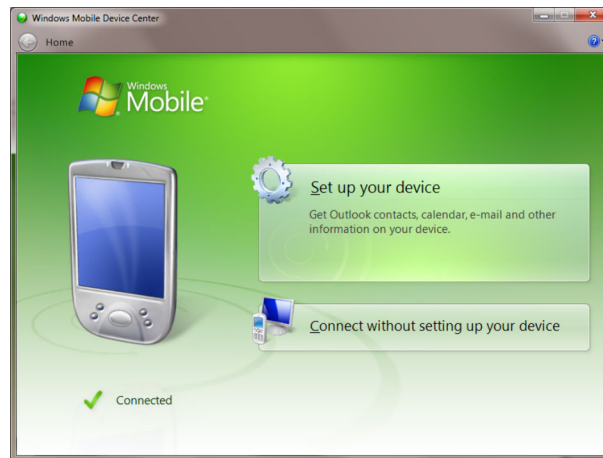 Windows Mobile Device Center
Home
Windows
Mobile
Set up your device
Get Outlook contacts, calendar, e-mail and other
information on your device.
Connect without setting up your device
Connected